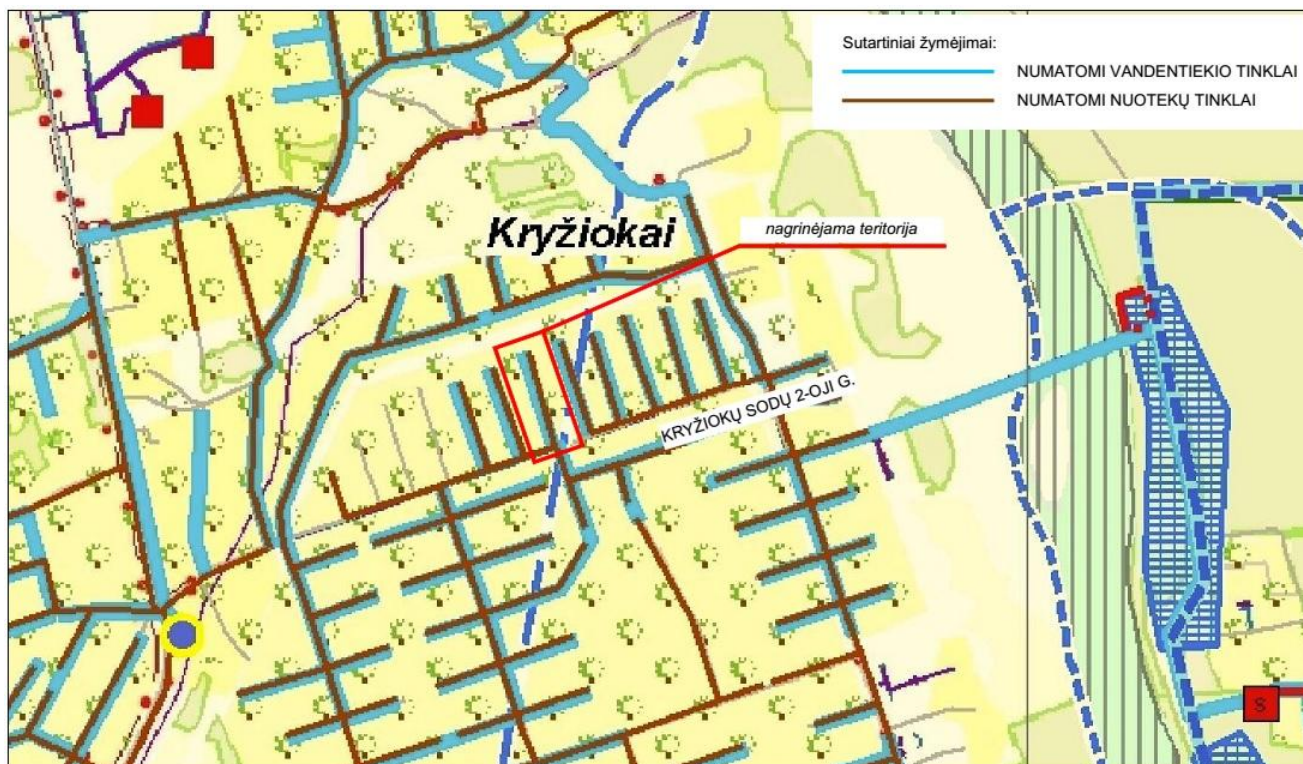 Sutartiniai žymėjimai:
NUMATOMI VANDENTIEKIO TINKLAI
NUMATOMI NUOTEKŲ TINKLAI
Kryžiokai
nagrinėjama teritorija
KRYŽIOKŲ SODŲ 2-OJI G.
S